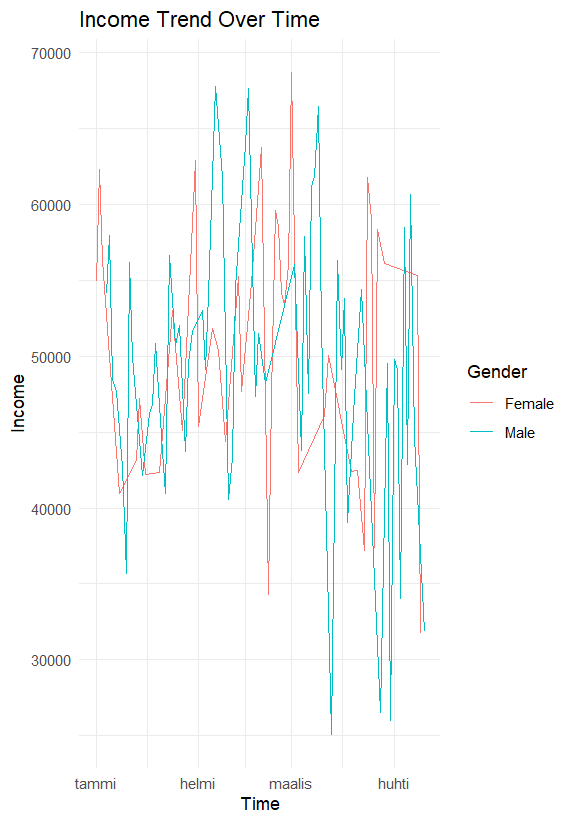 Income Trend Over Time
70000
60000
50000
40000
30000
Income
tammi helmi maalis huhti
Time
Gender
Female
Male